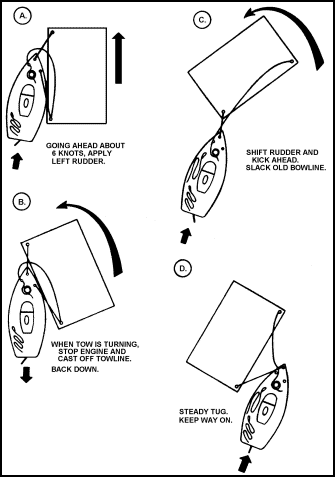 A.
GOING AHEAD ABOUT
6 KNOTS, APPLY
LEFT RUDDER.
B.
WHEN TOW IS TURNING,
STOP ENGINE AND
CAST OFF TOWLINE.
BACK DOWN.
C.
SHIFT RUDDER AND
KICK AHEAD.
SLACK OLD BOWLINE.
D.
STEADY TUG.
KEEP WAY ON.